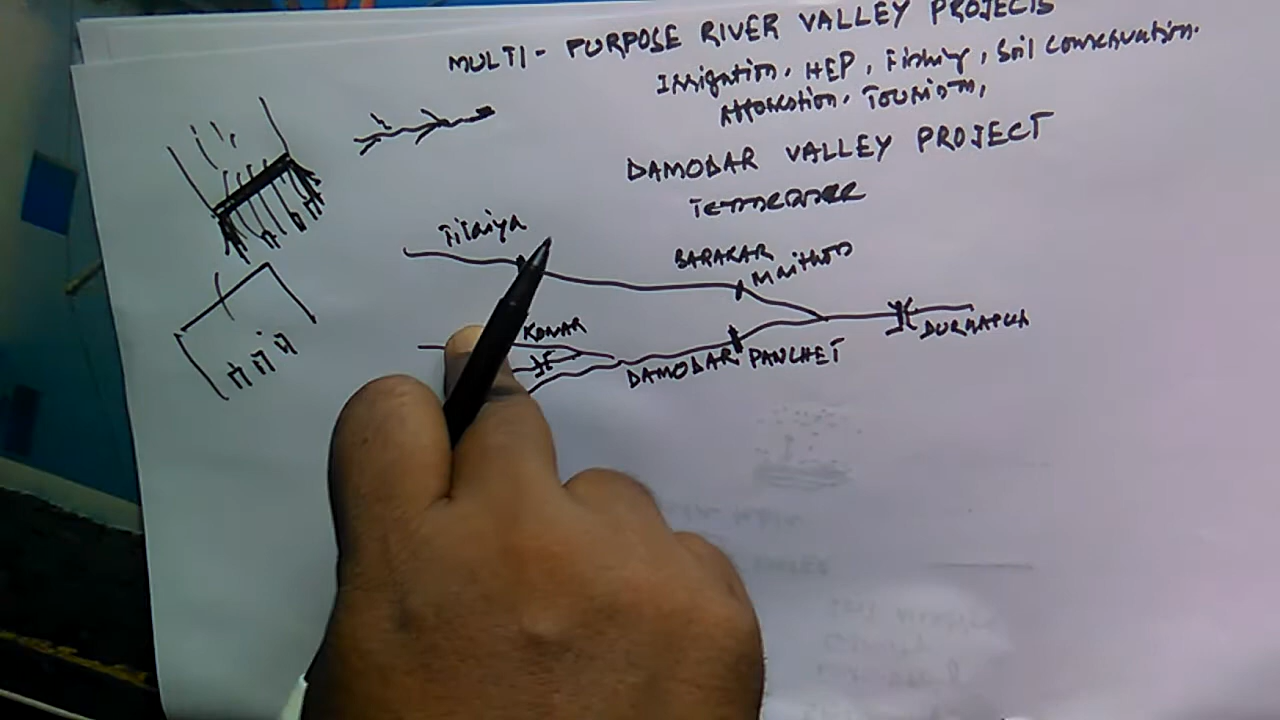 MULTI-PURPOSE RIVER VALLEY PROJECTS
Irrigation, HEP, Fishing, Soil conservation.
Afforestation, Tourism,
DAMODAR VALLEY PROJECT
Tilaiya
BARAKAR
Maithon
KONAR
DURGAPUR
DAMODAR PANCHET